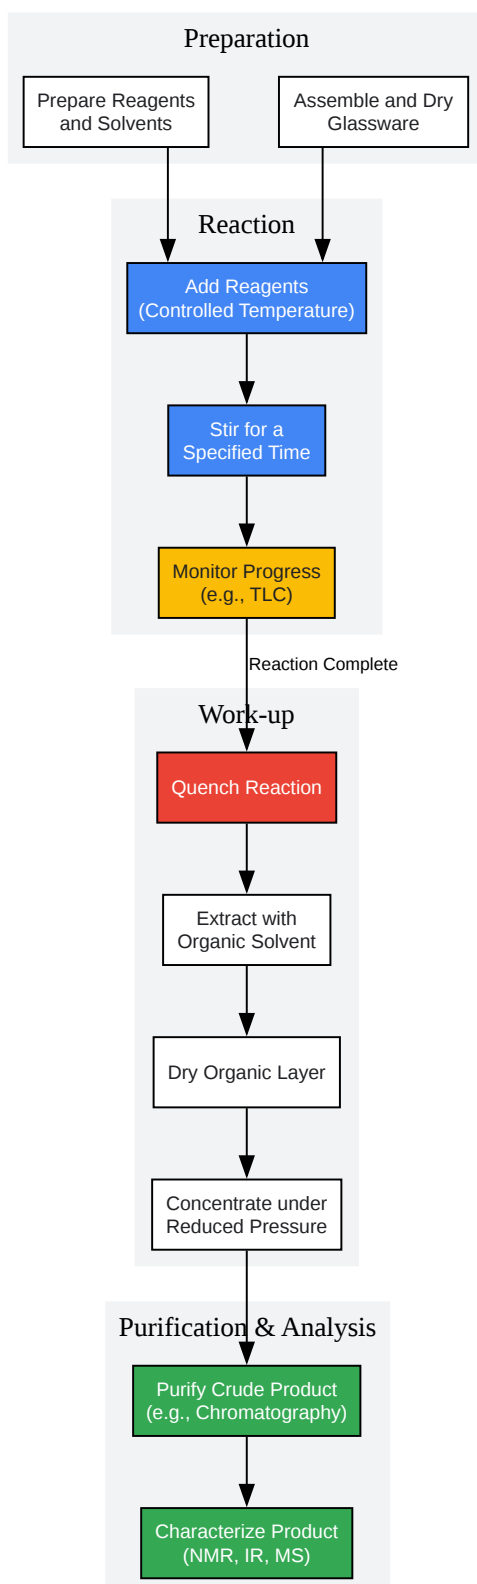 Preparation
Prepare Reagents
and Solvents
Assemble and Dry
Glassware
Reaction
Add Reagents
(Controlled Temperature)
Stir for a
Specified Time
Monitor Progress
(e.g., TLC)
Reaction Complete
Work-up
Quench Reaction
Extract with
Organic Solvent
Dry Organic Layer
Concentrate under
Reduced Pressure
Purification & Analysis
Purify Crude Product
(e.g., Chromatography)
Characterize Product
(NMR, IR, MS)